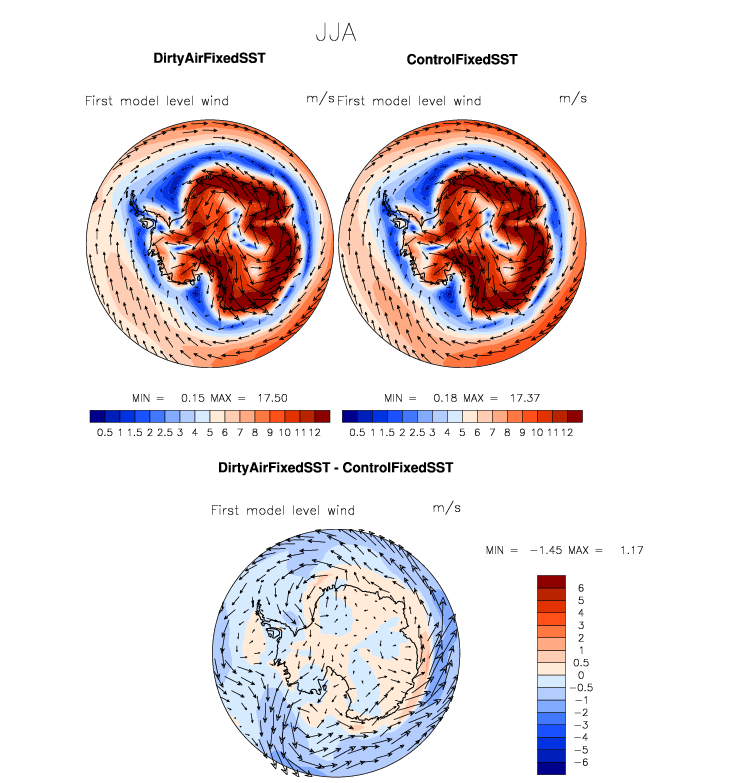 JJA
DirtyAirFixedSST ControlFixedSST
First model level wind m/s First model level wind m/s
MIN = 0.15 MAX = 17.50 MIN = 0.18 MAX = 17.37
0.5 1 1.5 2 2.5 3 4 5 6 7 8 9 10 11 12 0.5 1 1.5 2 2.5 3 4 5 6 7 8 9 10 11 12
DirtyAirFixedSST - ControlFixedSST
First model level wind m/s
MIN = -1.45 MAX = 1.17
6
5
4
3
2
1
0.5
0
-0.5
-1
-2
-3
-4
-5
-6